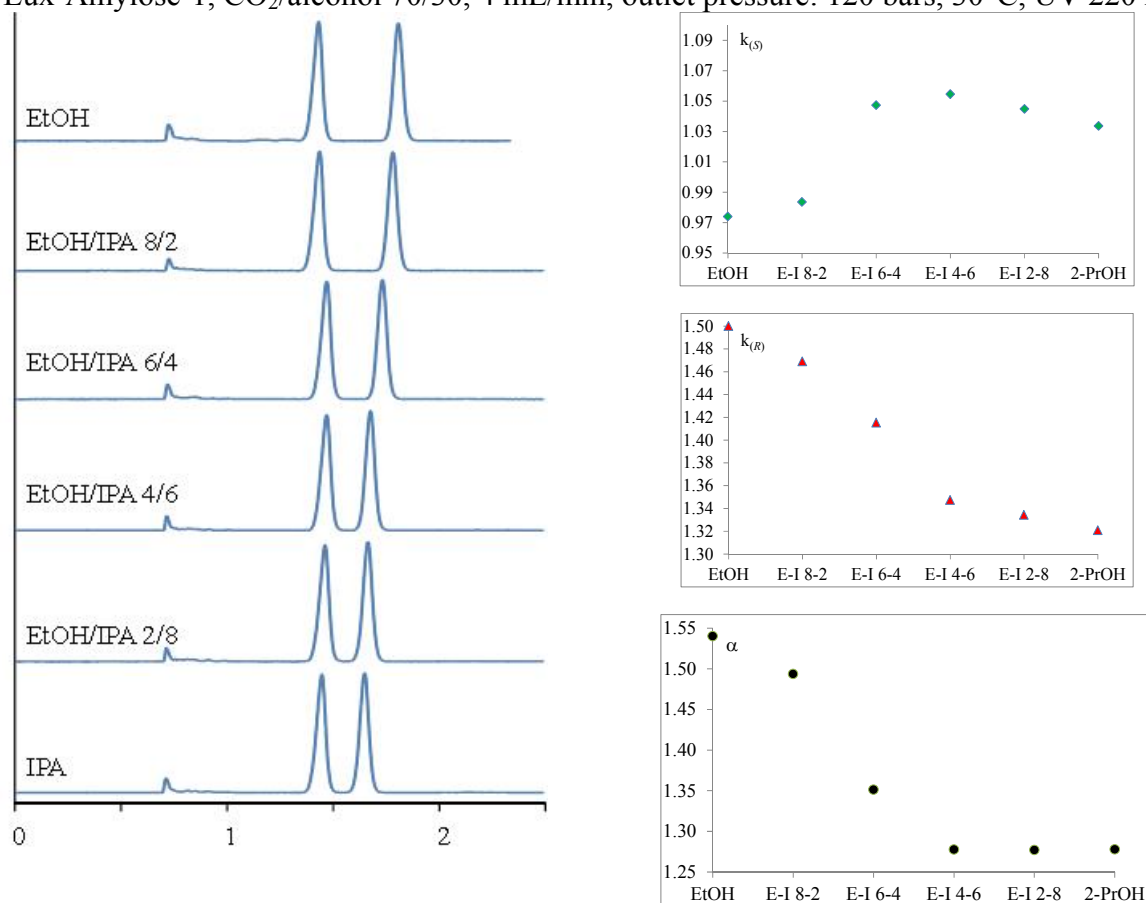 Lux-Amylose-1, CO₂/alcohol 70/30, 4 mL/min, outlet pressure: 120 bars, 30°C, UV 220
EtOH
EtOH/IPA 8/2
EtOH/IPA 6/4
EtOH/IPA 4/6
EtOH/IPA 2/8
IPA
0 1 2
k(S)
1.09
1.07
1.05
1.03
1.01
0.99
0.97
0.95
EtOH E-I 8-2 E-I 6-4 E-I 4-6 E-I 2-8 2-PrOH
k(R)
1.50
1.48
1.46
1.44
1.42
1.40
1.38
1.36
1.34
1.32
1.30
EtOH E-I 8-2 E-I 6-4 E-I 4-6 E-I 2-8 2-PrOH
α
1.55
1.50
1.45
1.40
1.35
1.30
1.25
EtOH E-I 8-2 E-I 6-4 E-I 4-6 E-I 2-8 2-PrOH